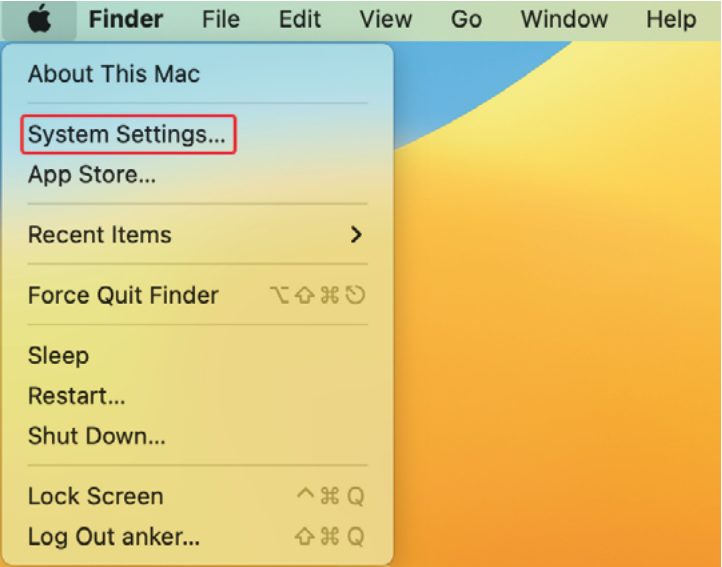 Finder File Edit View Go Window Help
About This Mac
System Settings...
App Store...
Recent Items
Force Quit Finder ⌥⇧⌘⎋
Sleep
Restart...
Shut Down...
Lock Screen ^⌘Q
Log Out anker... ⇧⌘Q